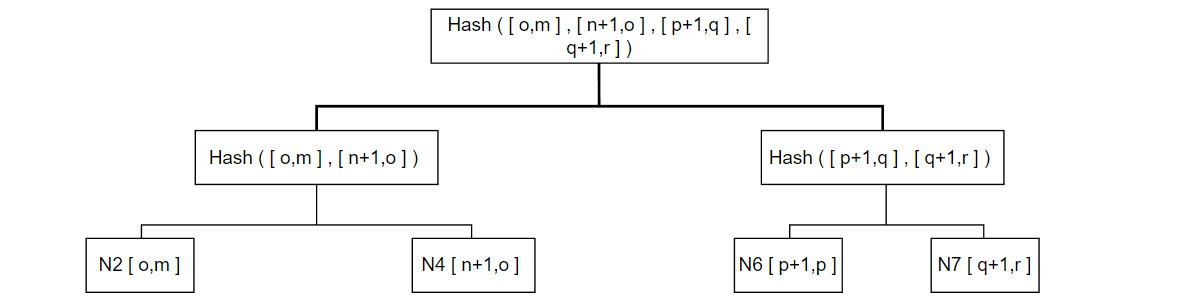 Hash ( [ o,m ] , [ n+1,o ] , [ p+1,q ] , [
q+1,r ] )
Hash ( [ o,m ] , [ n+1,o ] )
Hash ( [ p+1,q ] , [ q+1,r ] )
N2 [ o,m ]
N4 [ n+1,o ]
N6 [ p+1,p ]
N7 [ q+1,r ]